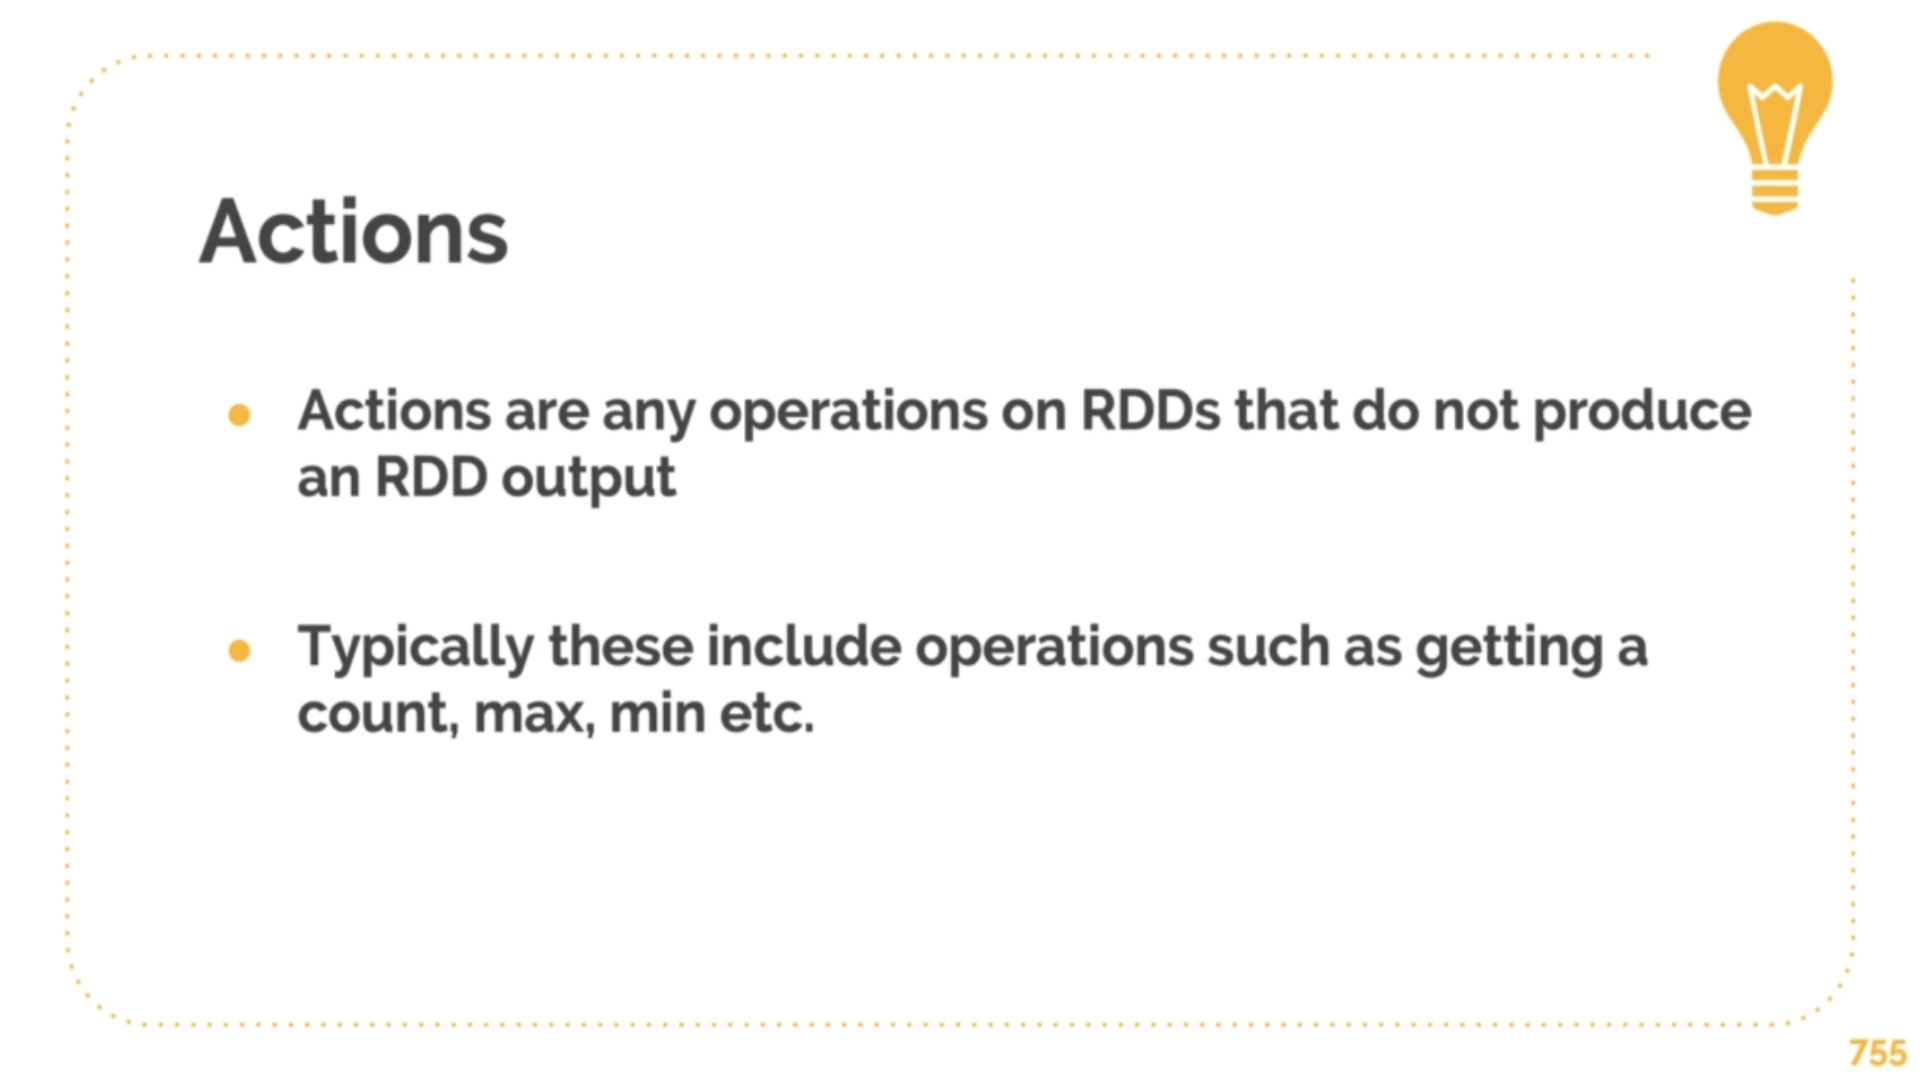 Actions
Actions are any operations on RDDs that do not produce
an RDD output
Typically these include operations such as getting a
count, max, min etc.
755